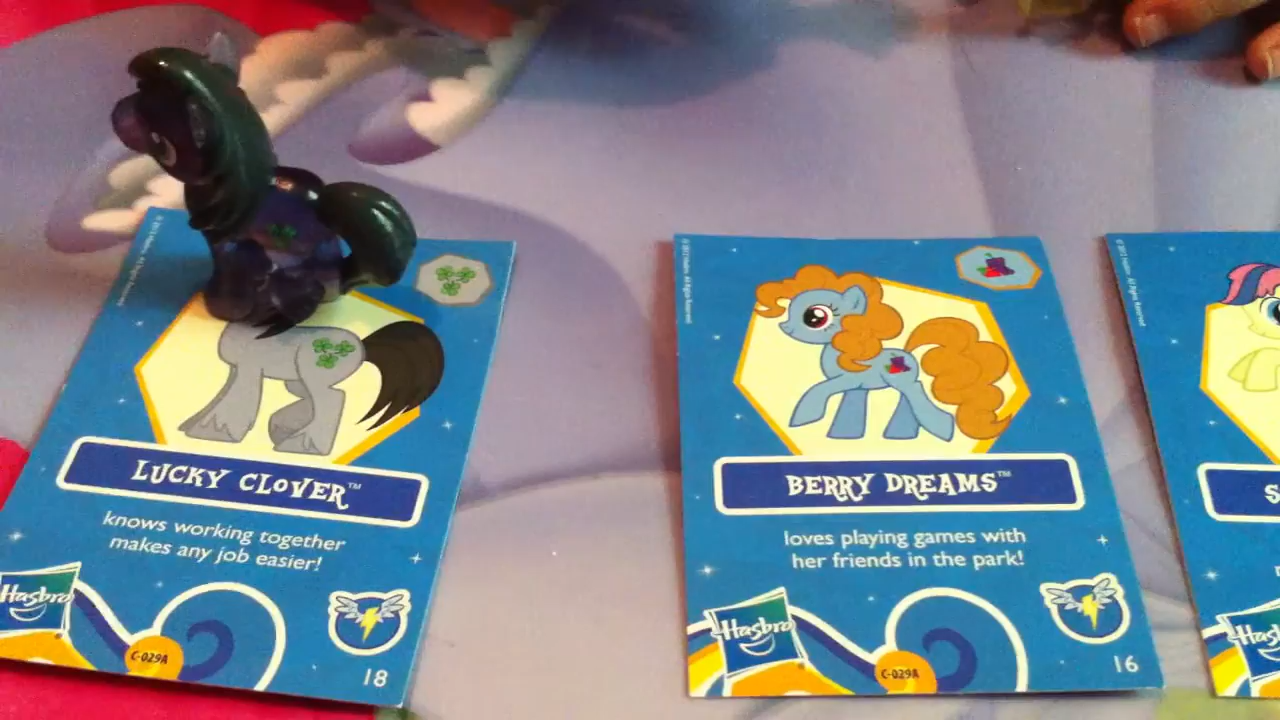 LUCKY CLOVER™
knows working together
makes any job easier!
Hasbro
C-029A
18
BERRY DREAMS™
loves playing games with
her friends in the park!
Hasbro
C-029A
16
S
Hasb